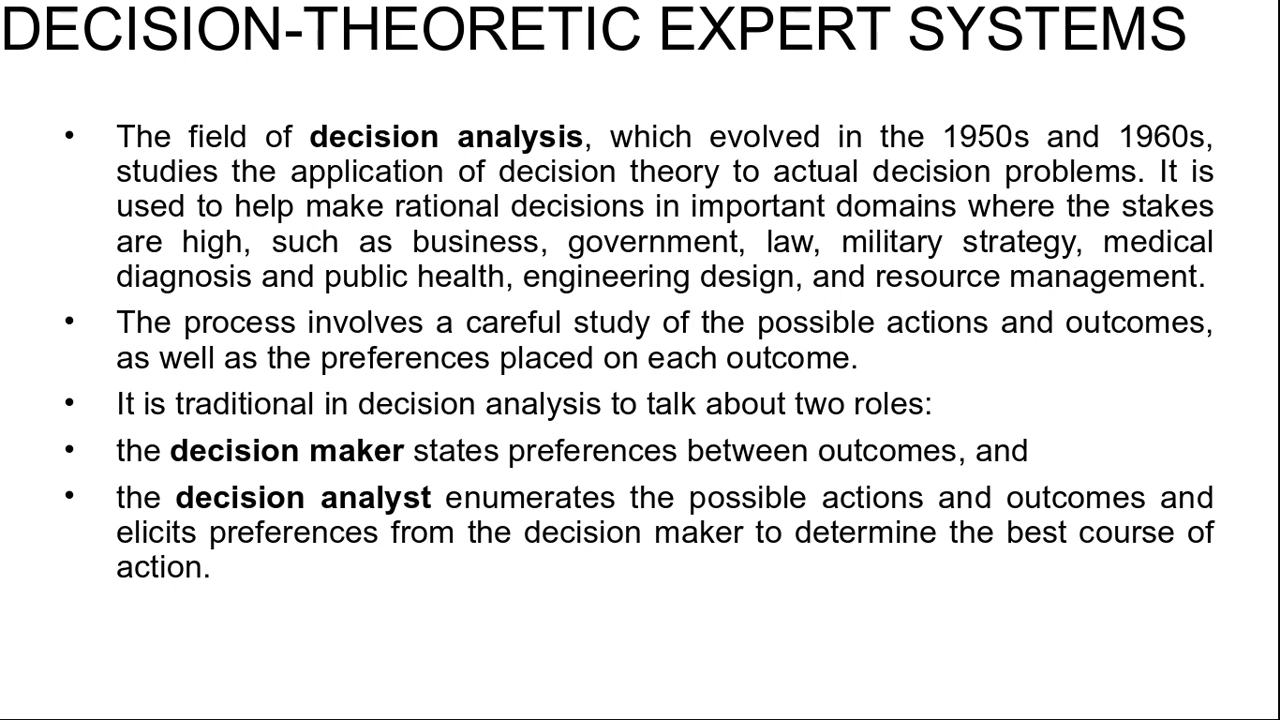 DECISION-THEORETIC EXPERT SYSTEMS
• The field of decision analysis, which evolved in the 1950s and 1960s,
studies the application of decision theory to actual decision problems. It is
used to help make rational decisions in important domains where the stakes
are high, such as business, government, law, military strategy, medical
diagnosis and public health, engineering design, and resource management.
• The process involves a careful study of the possible actions and outcomes,
as well as the preferences placed on each outcome.
• It is traditional in decision analysis to talk about two roles:
• the decision maker states preferences between outcomes, and
• the decision analyst enumerates the possible actions and outcomes and
elicits preferences from the decision maker to determine the best course of
action.